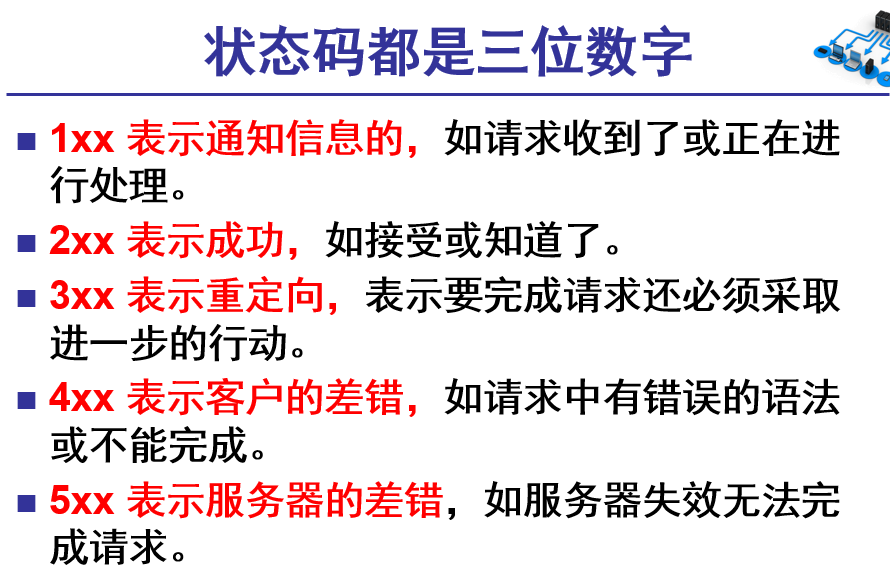 状态码都是三位数字
■ 1xx 表示通知信息的，如请求收到了或正在进
行处理。
■ 2xx 表示成功，如接受或知道了。
■ 3xx 表示重定向，表示要完成请求还必须采取
进一步的行动。
■ 4xx 表示客户的差错，如请求中有错误的语法
或不能完成。
■ 5xx 表示服务器的差错，如服务器失效无法完
成请求。